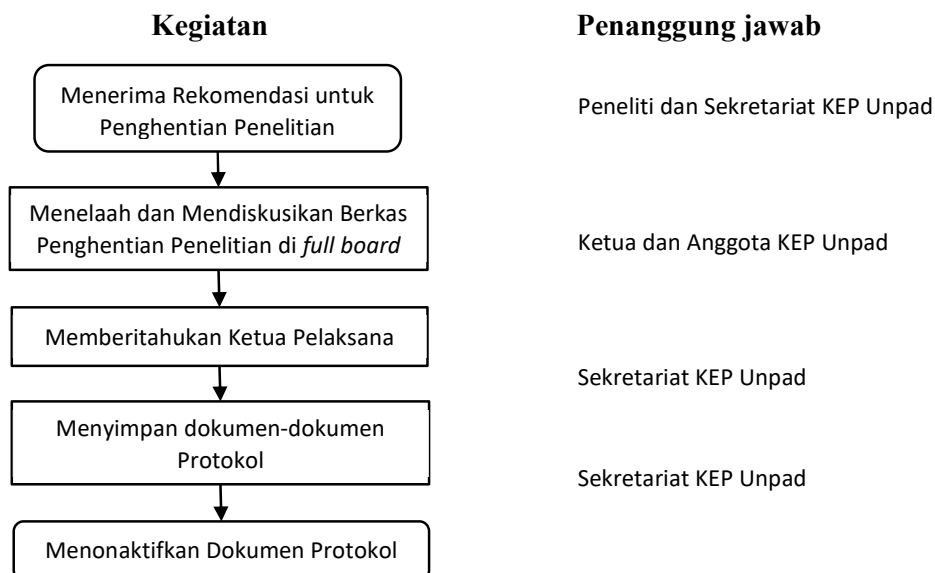 Kegiatan
Penanggung jawab
Menerima Rekomendasi untuk
Penghentian Penelitian
Peneliti dan Sekretariat KEP Unpad
Menelaah dan Mendiskusikan Berkas
Penghentian Penelitian di full board
Ketua dan Anggota KEP Unpad
Memberitahukan Ketua Pelaksana
Sekretariat KEP Unpad
Menyimpan dokumen-dokumen
Protokol
Sekretariat KEP Unpad
Menonaktifkan Dokumen Protokol